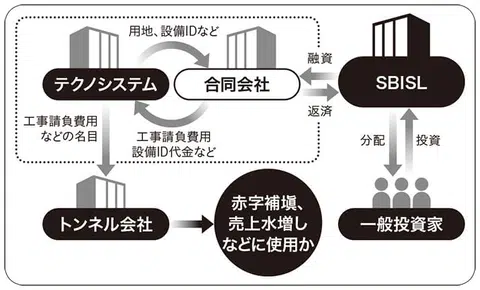 用地、設備IDなど
テクノシステム
合同会社
融資
返済
SBISL
工事請負費用
などの名目
工事請負費用
設備ID代金など
分配
投資
トンネル会社
赤字補塡、
売上水増し
などに使用か
一般投資家